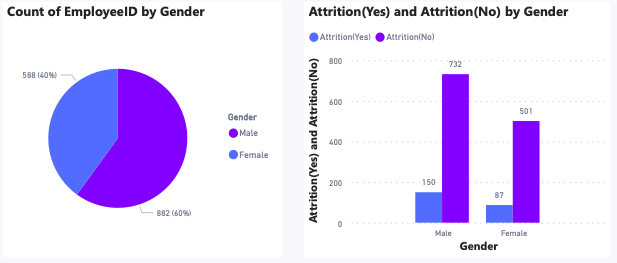 Count of EmployeeID by Gender
588 (40%)
882 (60%)
Gender
Male
Female
Attrition(Yes) and Attrition(No) by Gender
Attrition(Yes) Attrition(No)
Attrition(Yes) and Attrition(No)
800
600
400
200
0
150
732
87
501
Male Female
Gender